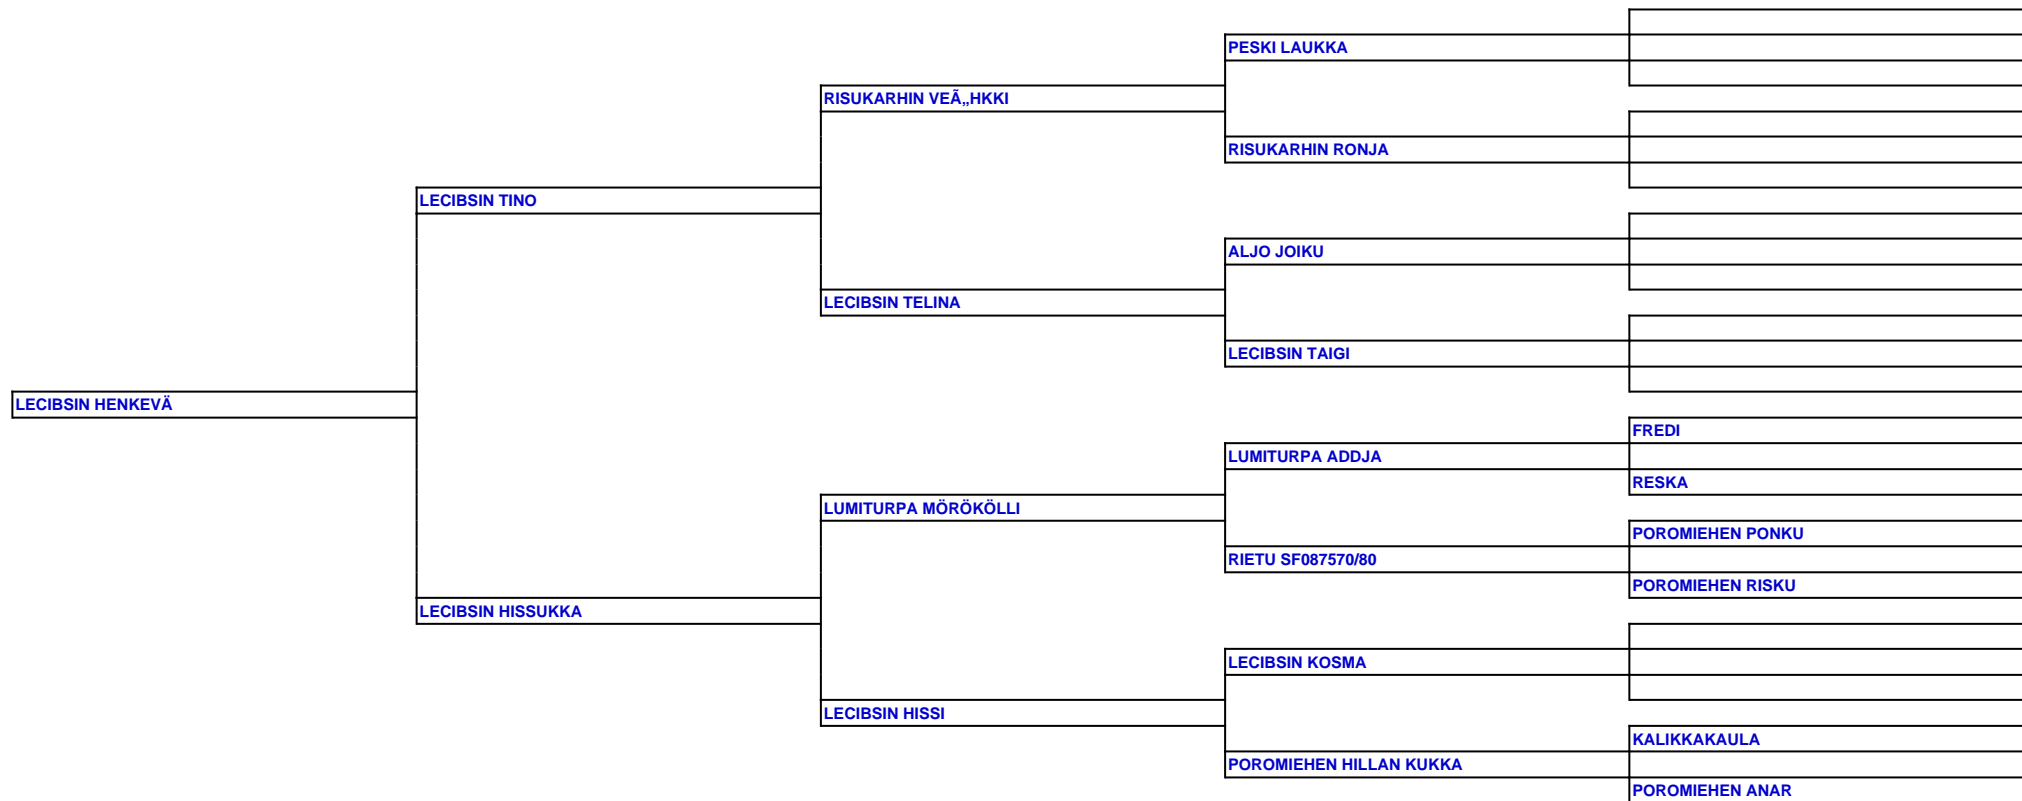 PESKI LAUKKA
RISUKARHIN VEÃ„HKKI
RISUKARHIN RONJA
LECIBSIN TINO
ALJO JOIKU
LECIBSIN TELINA
LECIBSIN TAIGI
LECIBSIN HENKEVÄ
FREDI
LUMITURPA ADDJA
RESKA
LUMITURPA MÖRÖKÖLLI
POROMIEHEN PONKU
RIETU SF087570/80
POROMIEHEN RISKU
LECIBSIN HISSUKKA
LECIBSIN KOSMA
LECIBSIN HISSI
KALIKKAKAULA
POROMIEHEN HILLAN KUKKA
POROMIEHEN ANAR